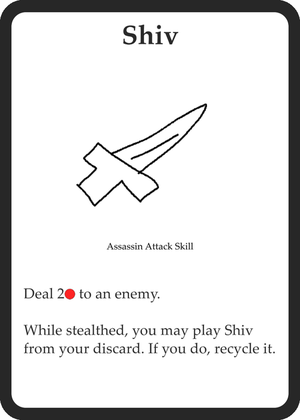 Shiv
Assassin Attack Skill
Deal 2🔴 to an enemy.
While stealthed, you may play Shiv
from your discard. If you do, recycle it.